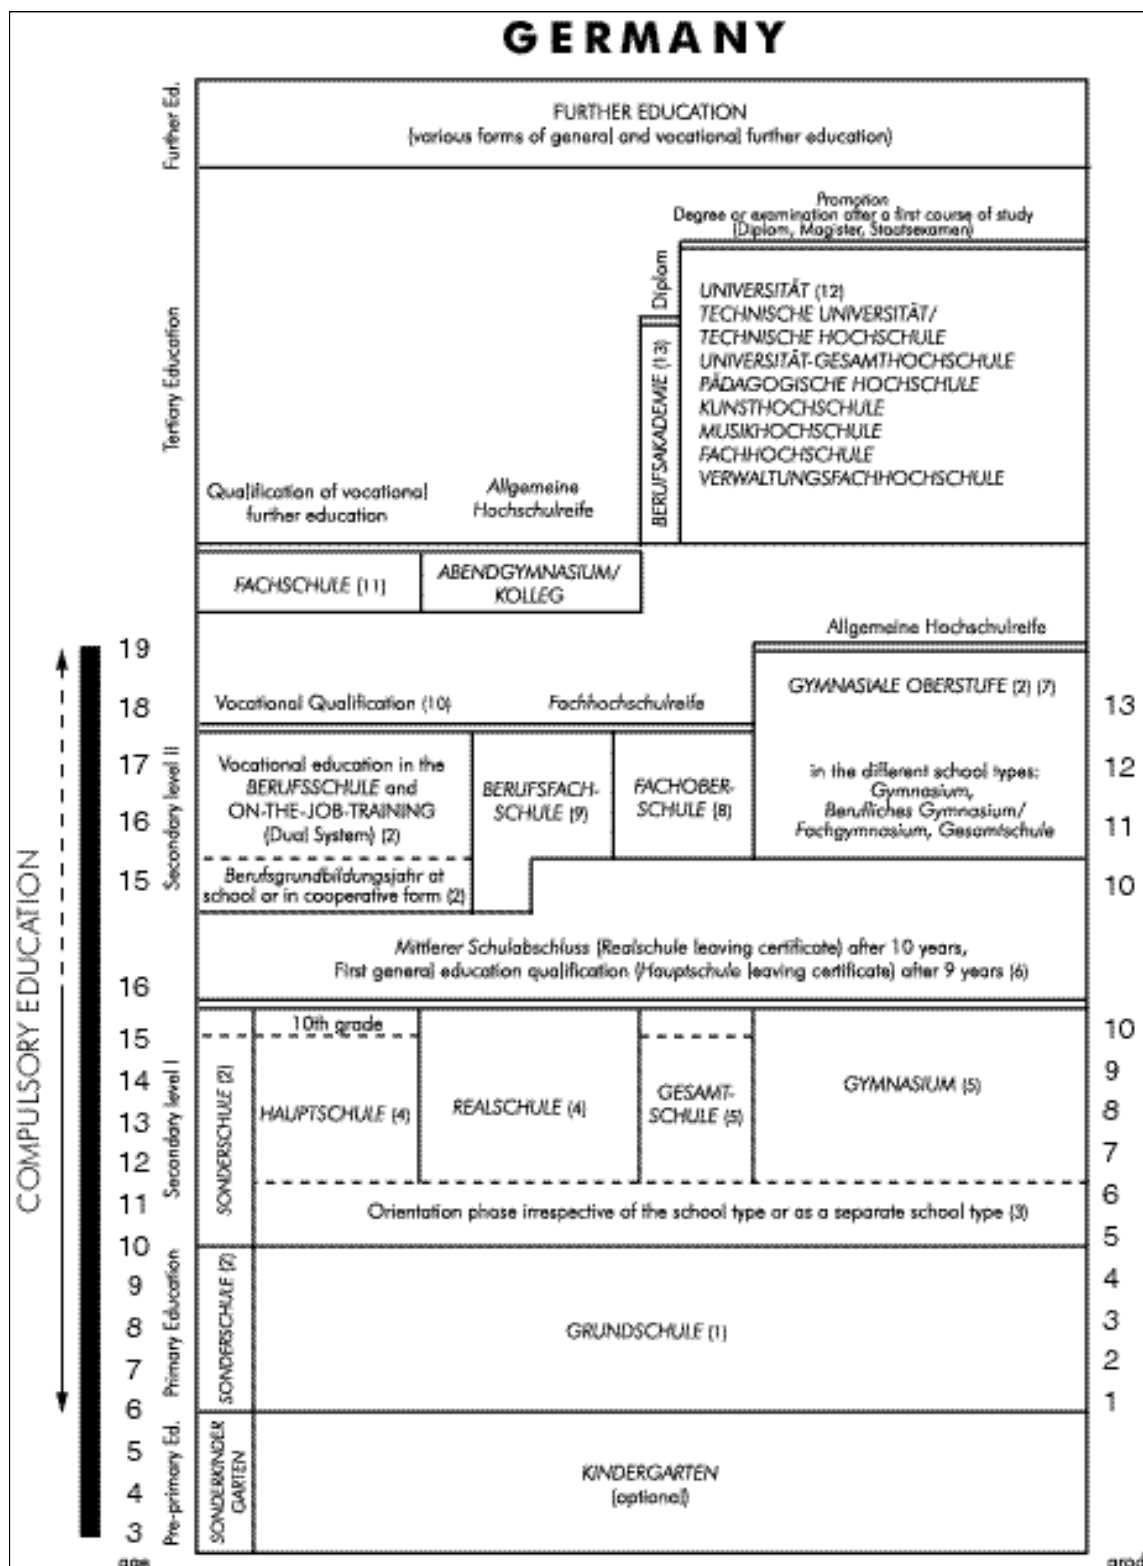 GERMANY
Further Ed.
FURTHER EDUCATION
(various forms of general and vocational further education)
Tertiary Education
Promotion
Degree or examination after a first course of study
(Diplom, Magister, Staatsexamen)
Diplom
BERUFSAKADEMIE (13)
UNIVERSITÄT (12)
TECHNISCHE UNIVERSITÄT/
TECHNISCHE HOCHSCHULE
UNIVERSITÄT-GESAMTHOCHSCHULE
PÄDAGOGISCHE HOCHSCHULE
KUNSTHOCHSCHULE
MUSIKHOCHSCHULE
FACHHOCHSCHULE
VERWALTUNGSFACHHOCHSCHULE
Qualification of vocational
further education
Allgemeine
Hochschulreife
FACHSCHULE (11)
ABENDGYMNASIUM/
KOLLEG
COMPULSORY EDUCATION
19
18
17
16
15
Secondary level II
Allgemeine Hochschulreife
GYMNASIALE OBERSTUFE (2) (7)
in the different school types:
Gymnasium,
Berufliches Gymnasium/
Fachgymnasium, Gesamtschule
Vocational Qualification (10)
Fachhochschulreife
Vocational education in the
BERUFSSCHULE and
ON-THE-JOB-TRAINING
(Dual System) (2)
BERUFSFACH-
SCHULE (9)
FACHOBER-
SCHULE (8)
Berufsgrundbildungsjahr at
school or in cooperative form (2)
13
12
11
10
Mittlerer Schulabschluss (Realschule leaving certificate) after 10 years,
First general education qualification (Hauptschule leaving certificate) after 9 years (6)
16
15
14
13
12
11
10
Secondary level I
SONDERSCHULE (2)
10th grade
HAUPTSCHULE (4)
REALSCHULE (4)
GESAMT-
SCHULE (5)
GYMNASIUM (5)
Orientation phase irrespective of the school type or as a separate school type (3)
10
9
8
7
6
5
9
8
7
6
Primary Education
SONDERSCHULE (2)
GRUNDSCHULE (1)
4
3
2
1
5
4
3
Pre-primary Ed.
SONDERKINDER
GARTEN
KINDERGARTEN
(optional)